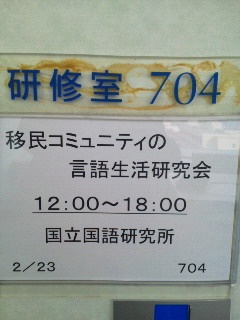 研修室 704
移民コミュニティの
言語生活研究会
12:00～18:00
国立国語研究所
2／23 704